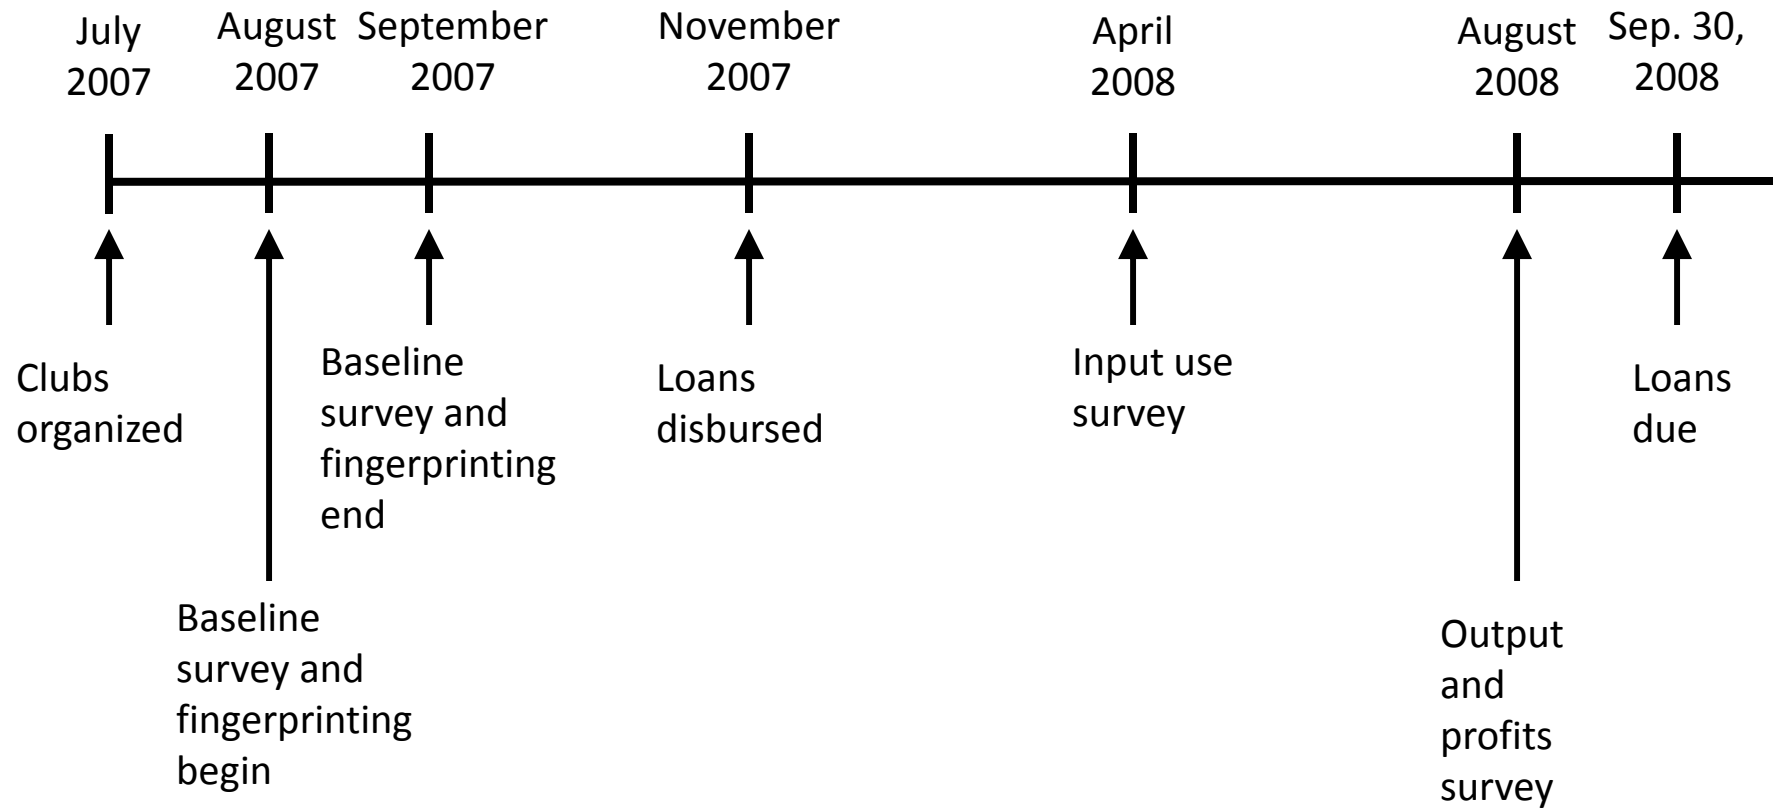 July
2007
August
2007
September
2007
November
2007
April
2008
August
2008
Sep. 30,
2008
Clubs
organized
Baseline
survey and
fingerprinting
begin
Baseline
survey and
fingerprinting
end
Loans
disbursed
Input use
survey
Output
and
profits
survey
Loans
due